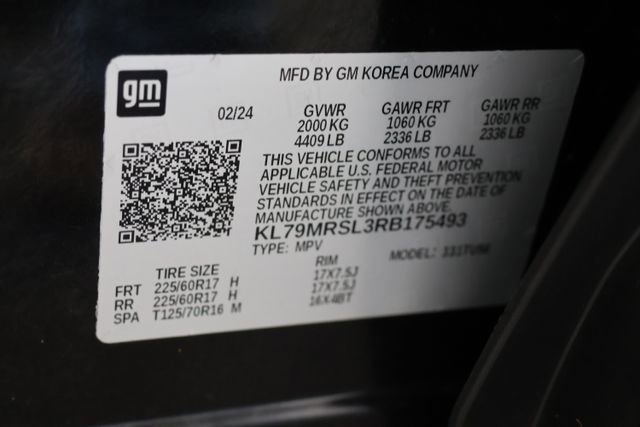 gm
MFD BY GM KOREA COMPANY
02/24 GVWR GAWR FRT GAWR RR
2000 KG 1060 KG 1060 KG
4409 LB 2336 LB 2336 LB
THIS VEHICLE CONFORMS TO ALL
APPLICABLE U.S. FEDERAL MOTOR
VEHICLE SAFETY AND THEFT PREVENTION
STANDARDS IN EFFECT ON THE DATE OF
MANUFACTURE SHOWN ABOVE.
KL79MRSL3RB175493
TYPE: MPV MODEL:
TIRE SIZE RIM
FRT 225/60R17 H 17X7.5J
RR 225/60R17 H 17X7.5J
SPA T125/70R16 M 16X4BT